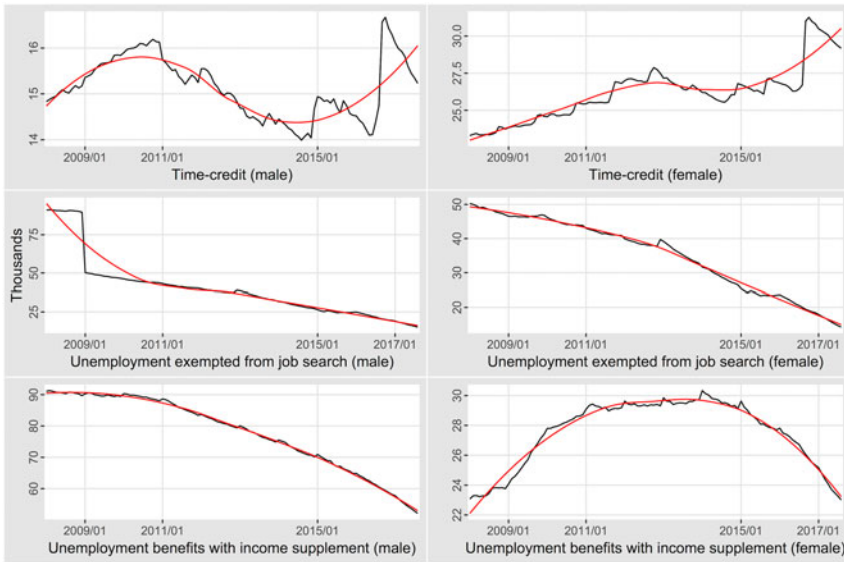 16
15
14
2009/01 2011/01 2015/01
Time-credit (male)
30.0
27.5
25.0
2009/01 2011/01 2015/01
Time-credit (female)
Thousands
75
50
25
2009/01 2011/01 2015/01 2017/01
Unemployment exempted from job search (male)
50
40
30
20
2009/01 2015/01 2017/01
Unemployment exempted from job search (female)
90
80
70
60
2009/01 2011/01 2015/01
Unemployment benefits with income supplement (male)
30
28
26
24
22
2009/01 2011/01 2015/01 2017/01
Unemployment benefits with income supplement (female)